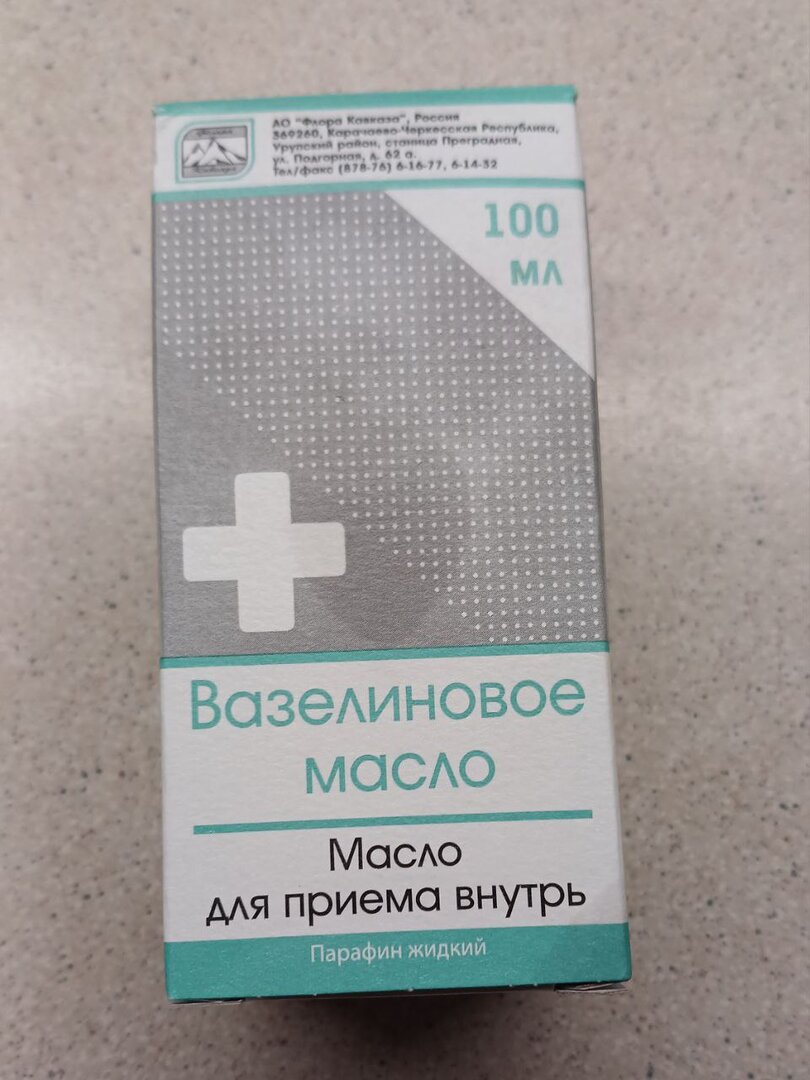 АО "Флора Кавказа", Россия
369260, Карачаево-Черкесская Республика,
Урупский район, станица Преградная,
ул. Подгорная, д. 62 а.
Тел/факс (878-76) 6-16-77, 6-14-32
100
мл
Вазелиновое
масло
Масло
для приема внутрь
Парафин жидкий